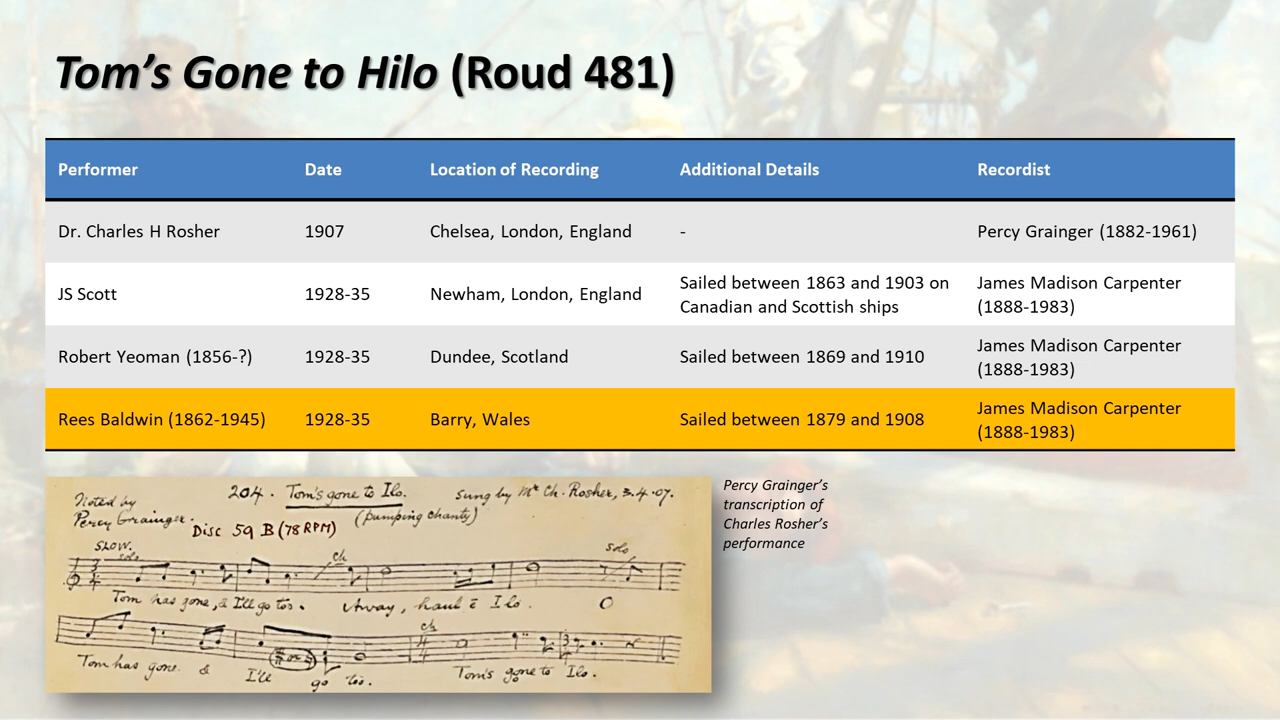 Tom's Gone to Hilo (Roud 481)
Performer Date Location of Recording Additional Details Recordist
Dr. Charles H Rosher 1907 Chelsea, London, England - Percy Grainger (1882-1961)
JS Scott 1928-35 Newham, London, England Sailed between 1863 and 1903 on Canadian and Scottish ships James Madison Carpenter (1888-1983)
Robert Yeoman (1856-?) 1928-35 Dundee, Scotland Sailed between 1869 and 1910 James Madison Carpenter (1888-1983)
Rees Baldwin (1862-1945) 1928-35 Barry, Wales Sailed between 1879 and 1908 James Madison Carpenter (1888-1983)
Noted by
Percy Grainger.
204. Tom's gone to Ilo.
(pumping chanty)
Sung by Mr Ch. Rosher, 3.4.07.
Disc 59 B (78 RPM)
SLOW.
solo ch solo
Tom has gone, & I'll go too. Away, haul Ilo. O
ch
Tom has gone & I'll go too. Tom's gone to Ilo.
Percy Grainger's
transcription of
Charles Rosher's
performance